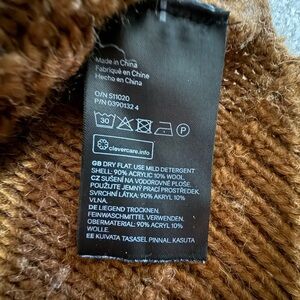 Made in China
Fabriqué en Chine
Hecho en China
O/N 511020
P/N 0390132 4
30
P
clevercare.info
GB DRY FLAT. USE MILD DETERGENT
SHELL: 90% ACRYLIC 10% WOOL.
CZ SUŠENÍ NA VODOROVNÉ PLOŠE.
POUŽIJTE JEMNÝ PRACÍ PROSTŘEDEK.
SVRCHNÍ LÁTKA: 90% AKRYL 10%
VLNA.
DE LIEGEND TROCKNEN.
FEINWASCHMITTEL VERWENDEN.
OBERMATERIAL: 90% ACRYL 10%
WOLLE.
EE KUIVATA TASASEL PINNAL. KASUTA